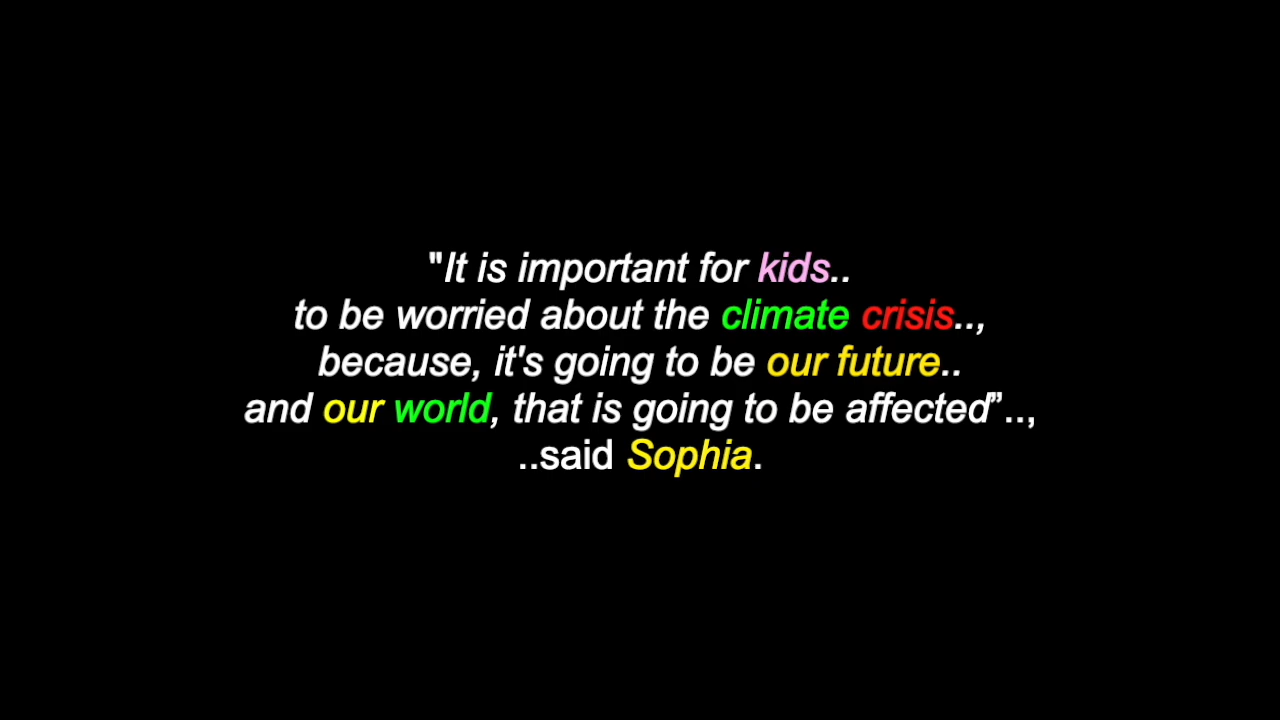 "It is important for kids..
to be worried about the climate crisis..,
because, it's going to be our future..
and our world, that is going to be affected”..,
..said Sophia.